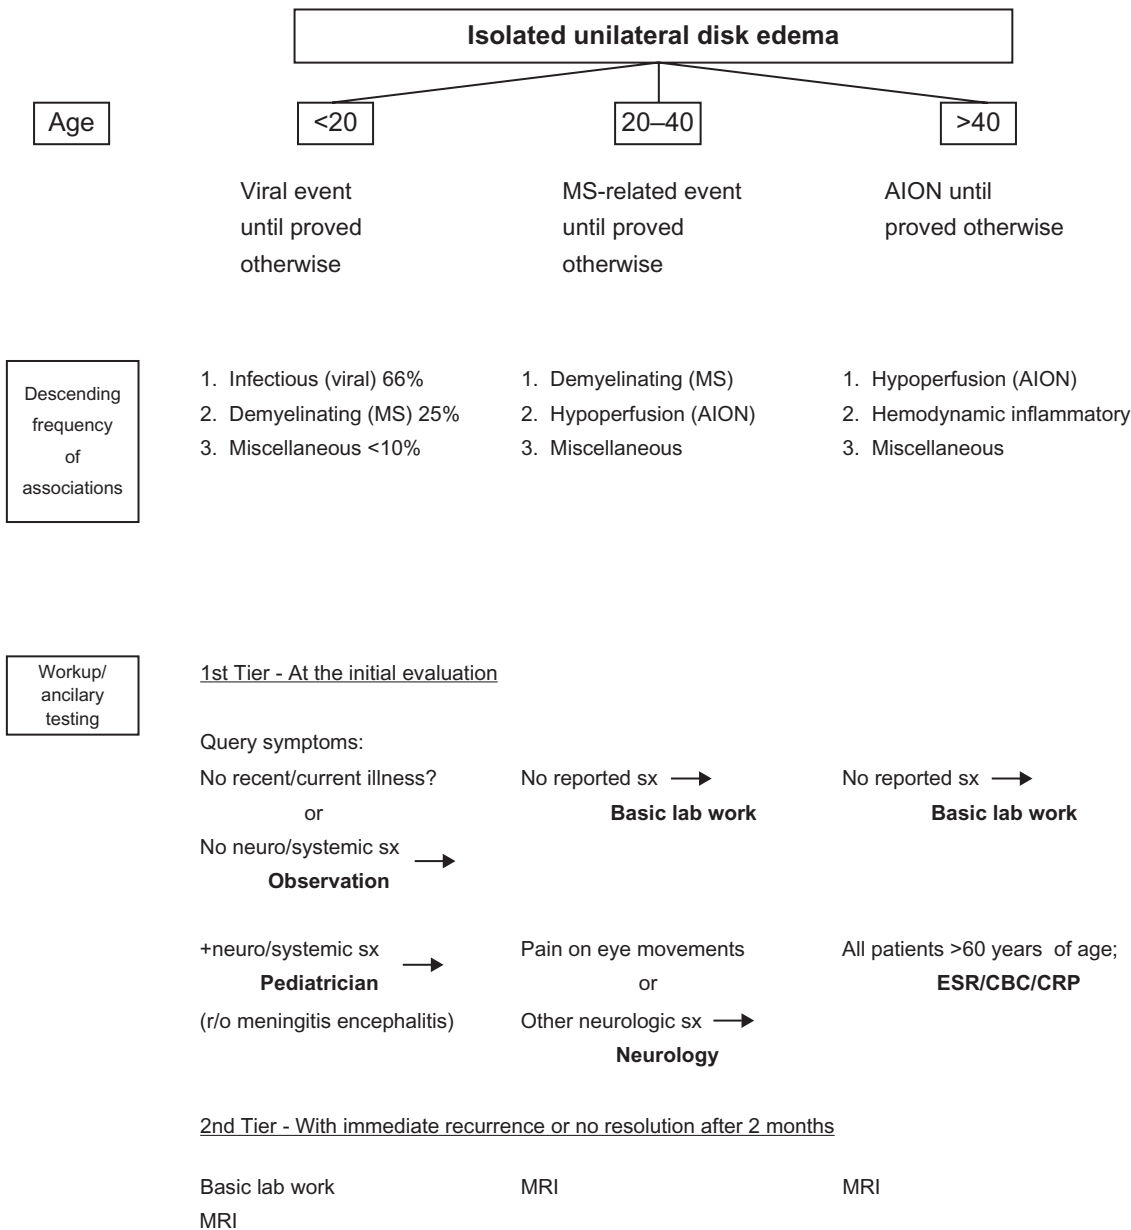 Isolated unilateral disk edema
Age
<20
20–40
>40
Viral event
until proved
otherwise
MS-related event
until proved
otherwise
AION until
proved otherwise
Descending
frequency
of
associations
1. Infectious (viral) 66%
2. Demyelinating (MS) 25%
3. Miscellaneous <10%
1. Demyelinating (MS)
2. Hypoperfusion (AION)
3. Miscellaneous
1. Hypoperfusion (AION)
2. Hemodynamic inflammatory
3. Miscellaneous
Workup/
ancilary
testing
1st Tier - At the initial evaluation
Query symptoms:
No recent/current illness?
or
No neuro/systemic sx
Observation
No reported sx
Basic lab work
No reported sx
Basic lab work
+neuro/systemic sx
Pediatrician
(r/o meningitis encephalitis)
Pain on eye movements
or
Other neurologic sx
Neurology
All patients >60 years of age;
ESR/CBC/CRP
2nd Tier - With immediate recurrence or no resolution after 2 months
Basic lab work
MRI
MRI
MRI